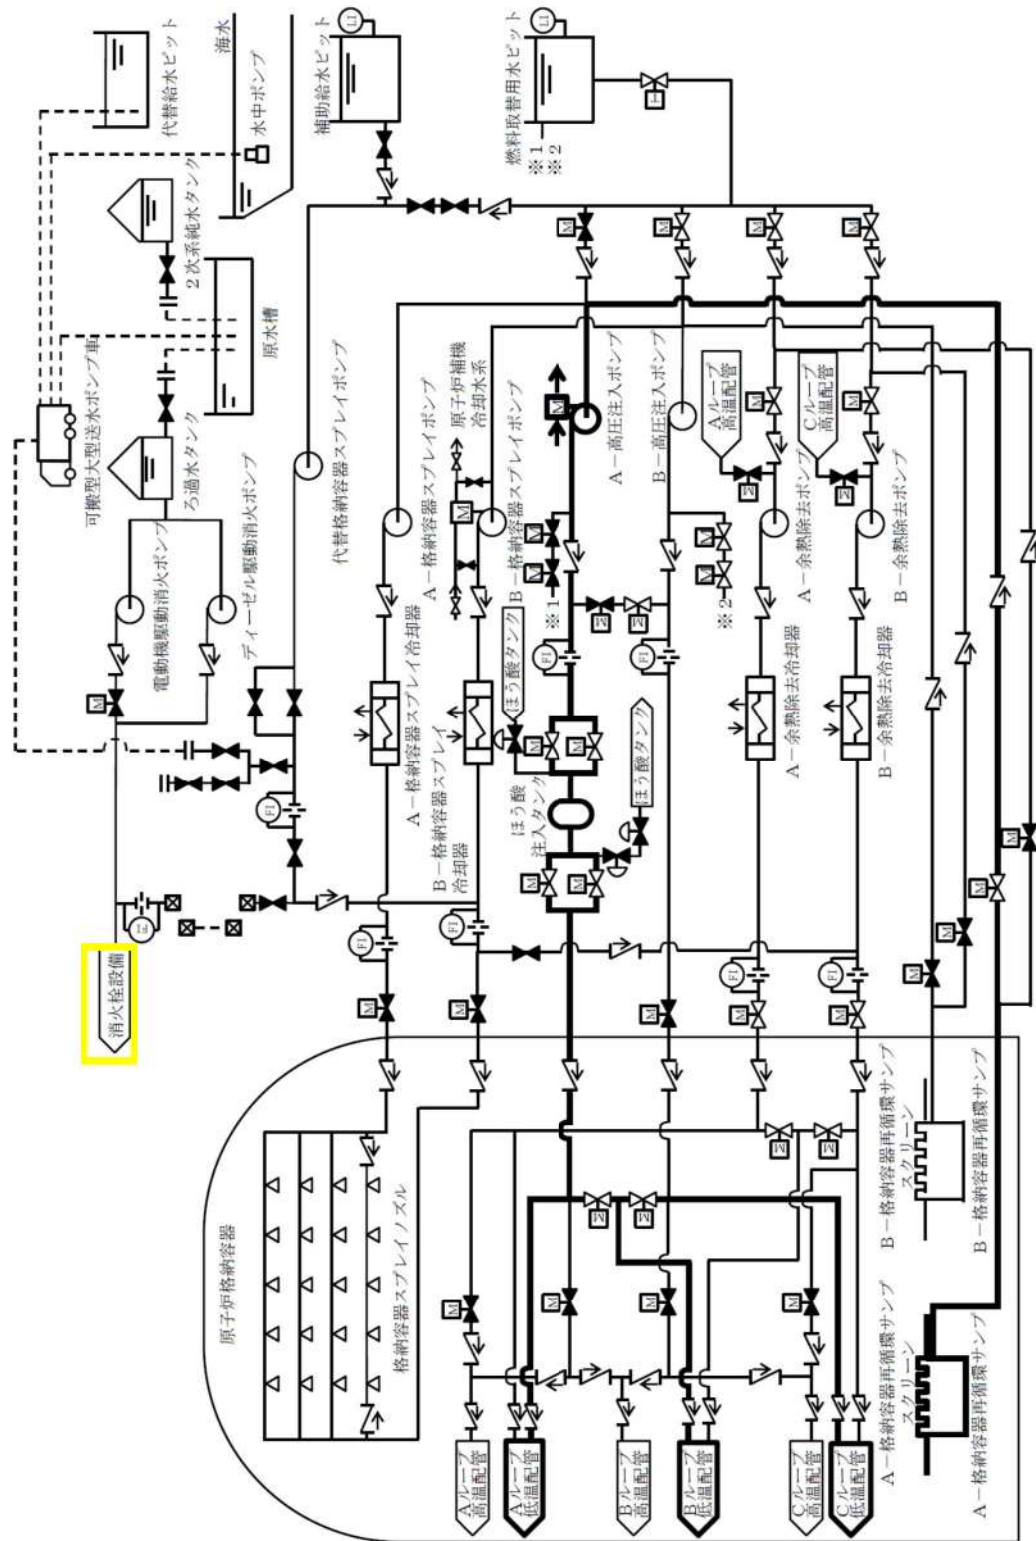 代替給水ピット
海水
水中ポンプ
2次系純水タンク
原水槽
可搬型大型送水ポンプ車
ろ過水タンク
電動機駆動消火ポンプ
ディーゼル駆動消火ポンプ
消火栓設備
補助給水ピット
LI
燃料取替用水ピット
LI
※1
※2
代替格納容器スプレイポンプ
A-格納容器スプレイポンプ
原子炉補機
冷却水系
B-格納容器スプレイポンプ
A-格納容器スプレイ冷却器
B-格納容器スプレイ
冷却器
A-高圧注入ポンプ
B-高圧注入ポンプ
※1
※2
ほう酸タンク
ほう酸
注入タンク
ほう酸タンク
Aループ
高温配管
Cループ
高温配管
A-余熱除去ポンプ
B-余熱除去ポンプ
A-余熱除去冷却器
B-余熱除去冷却器
FI
FI
FI
FI
FI
FI
FI
原子炉格納容器
格納容器スプレイノズル
Aループ
高温配管
Aループ
低温配管
Bループ
高温配管
Bループ
低温配管
Cループ
高温配管
Cループ
低温配管
B-格納容器再循環サンプ
スクリーン
B-格納容器再循環サンプ
A-格納容器再循環サンプ
スクリーン
A-格納容器再循環サンプ